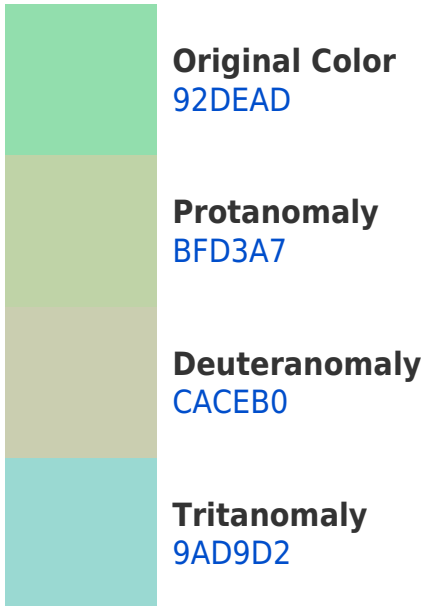 Original Color
92DEAD
Protanomaly
BFD3A7
Deuteranomaly
CACEB0
Tritanomaly
9AD9D2